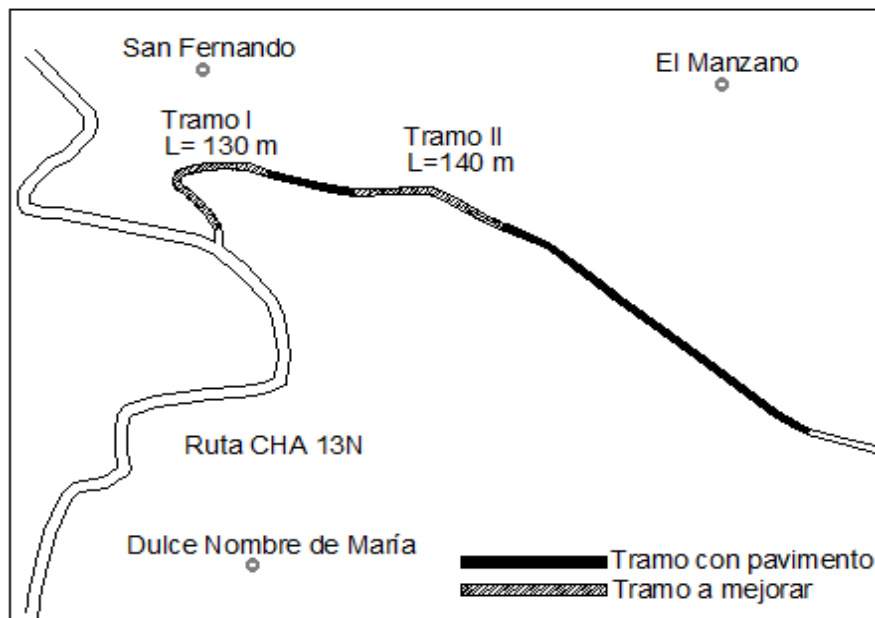 San Fernando
El Manzano
Tramo I
L= 130 m
Tramo II
L=140 m
Ruta CHA 13N
Dulce Nombre de María
Tramo con pavimento
Tramo a mejorar